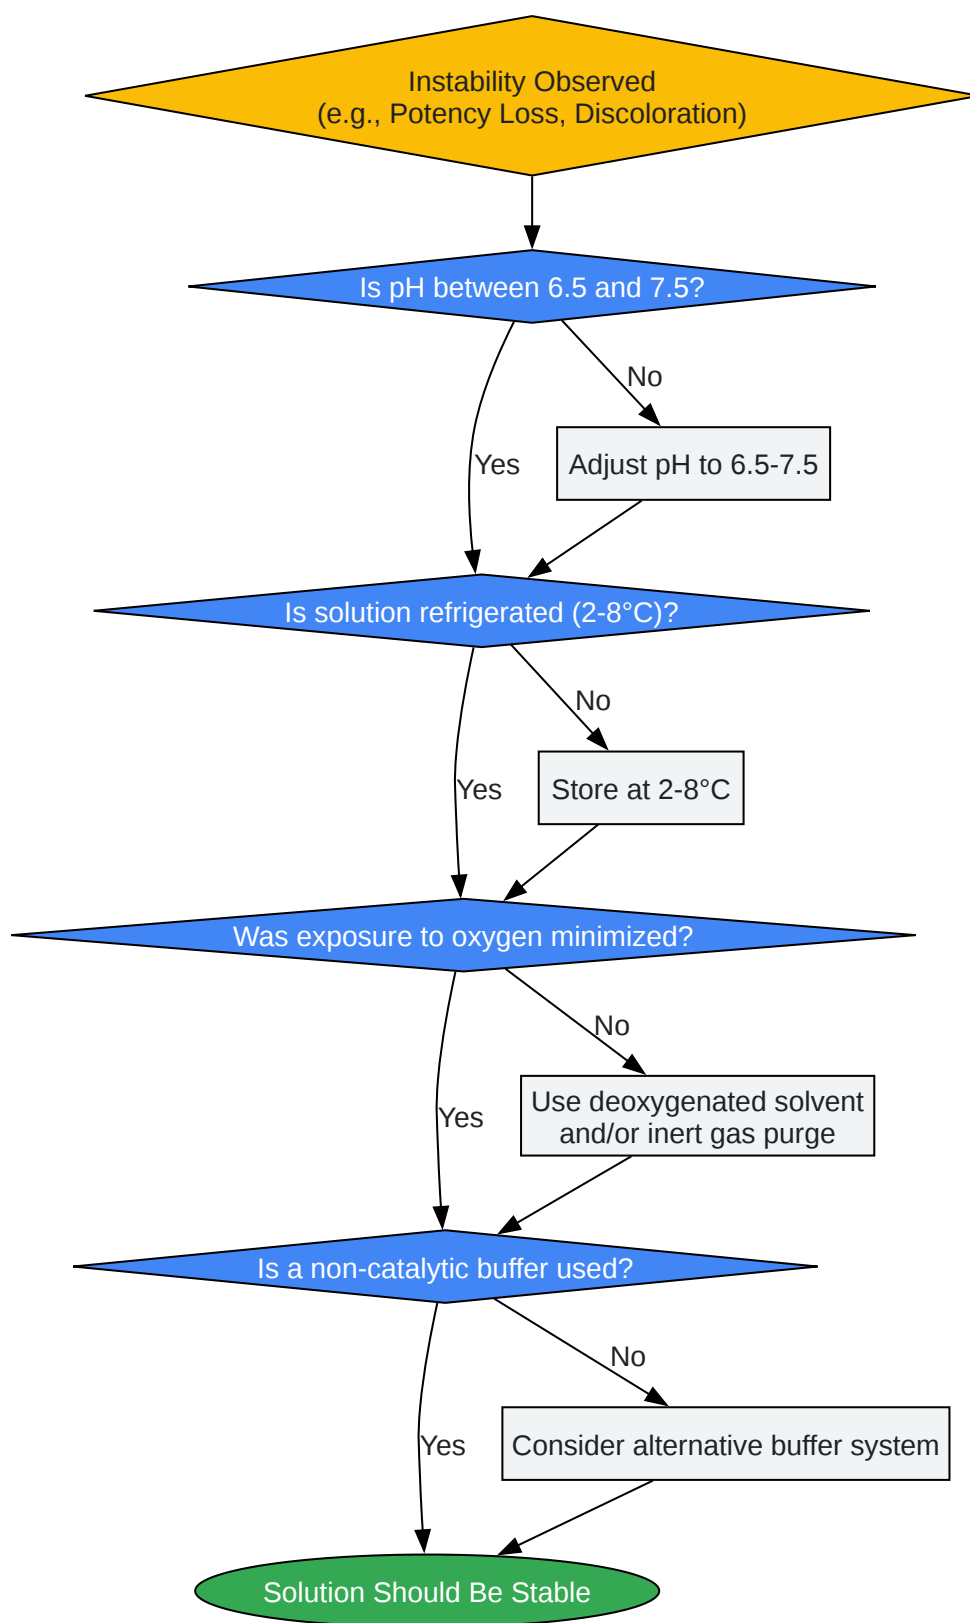 Instability Observed
(e.g., Potency Loss, Discoloration)
Is pH between 6.5 and 7.5?
No
Yes
Adjust pH to 6.5-7.5
Is solution refrigerated (2-8°C)?
No
Yes
Store at 2-8°C
Was exposure to oxygen minimized?
No
Yes
Use deoxygenated solvent
and/or inert gas purge
Is a non-catalytic buffer used?
No
Yes
Consider alternative buffer system
Solution Should Be Stable